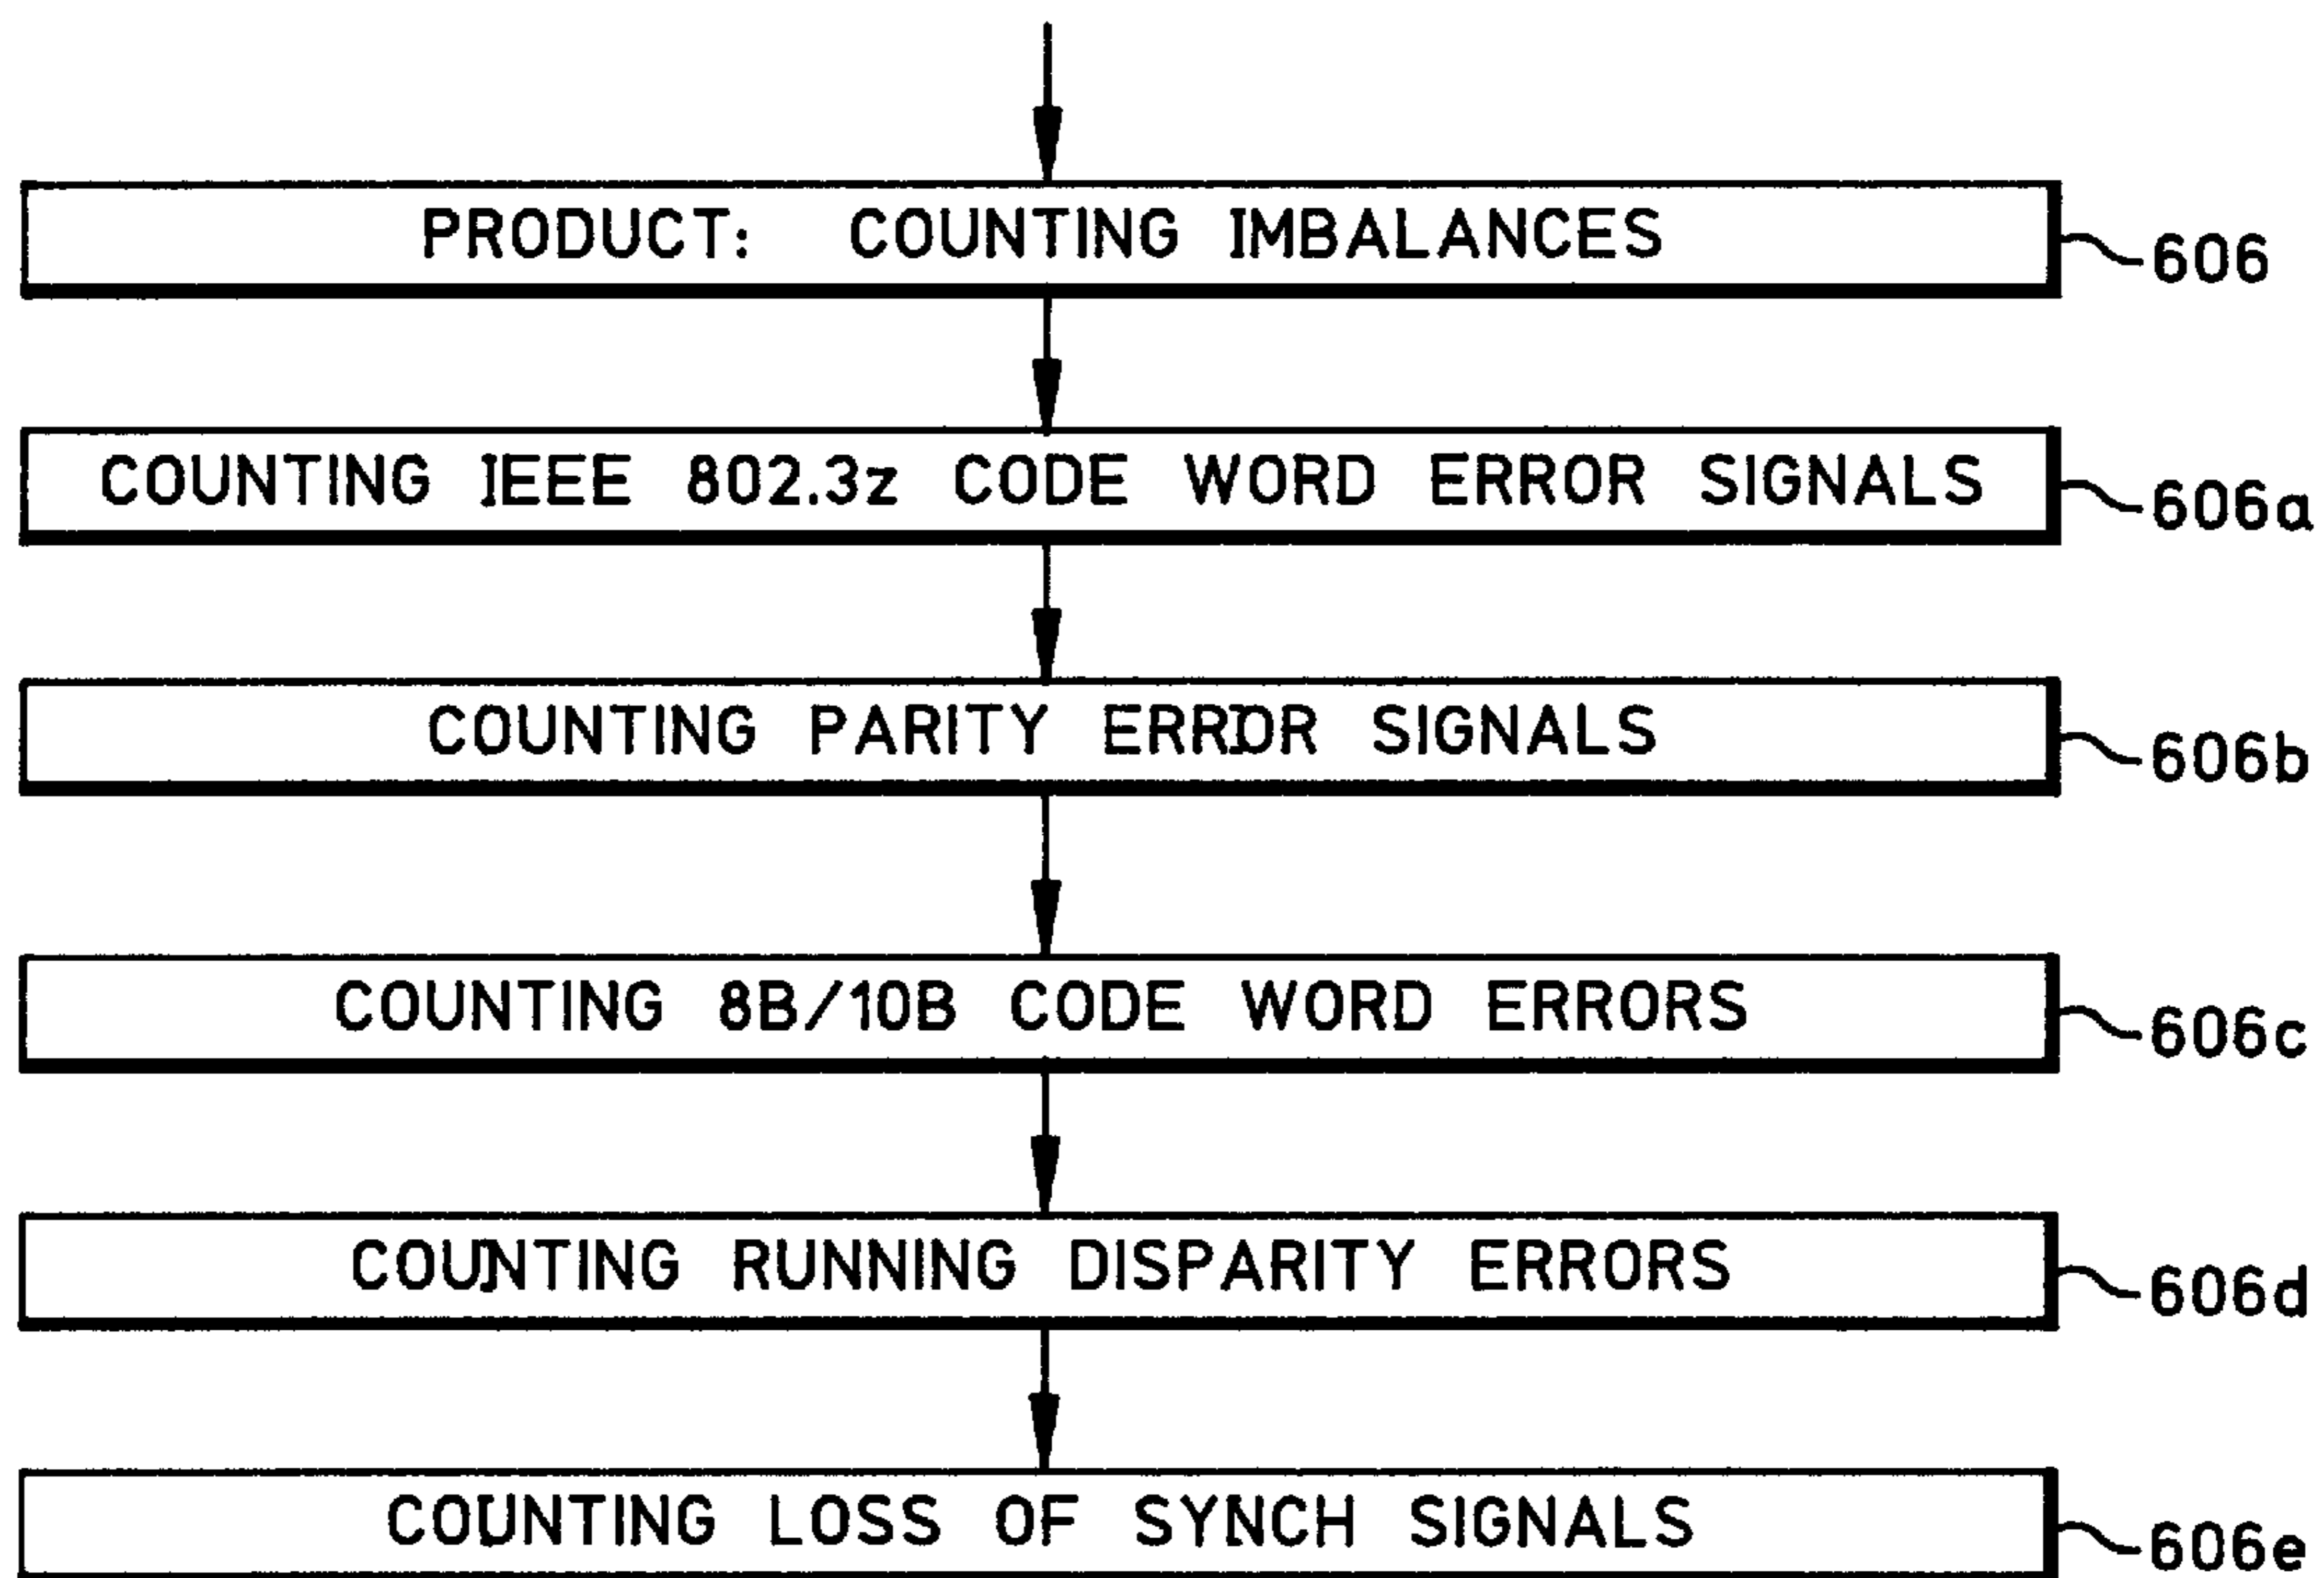 PRODUCT: COUNTING IMBALANCES
606
COUNTING IEEE 802.3z CODE WORD ERROR SIGNALS
606a
COUNTING PARITY ERROR SIGNALS
606b
COUNTING 8B/10B CODE WORD ERRORS
606c
COUNTING RUNNING DISPARITY ERRORS
606d
COUNTING LOSS OF SYNCH SIGNALS
606e